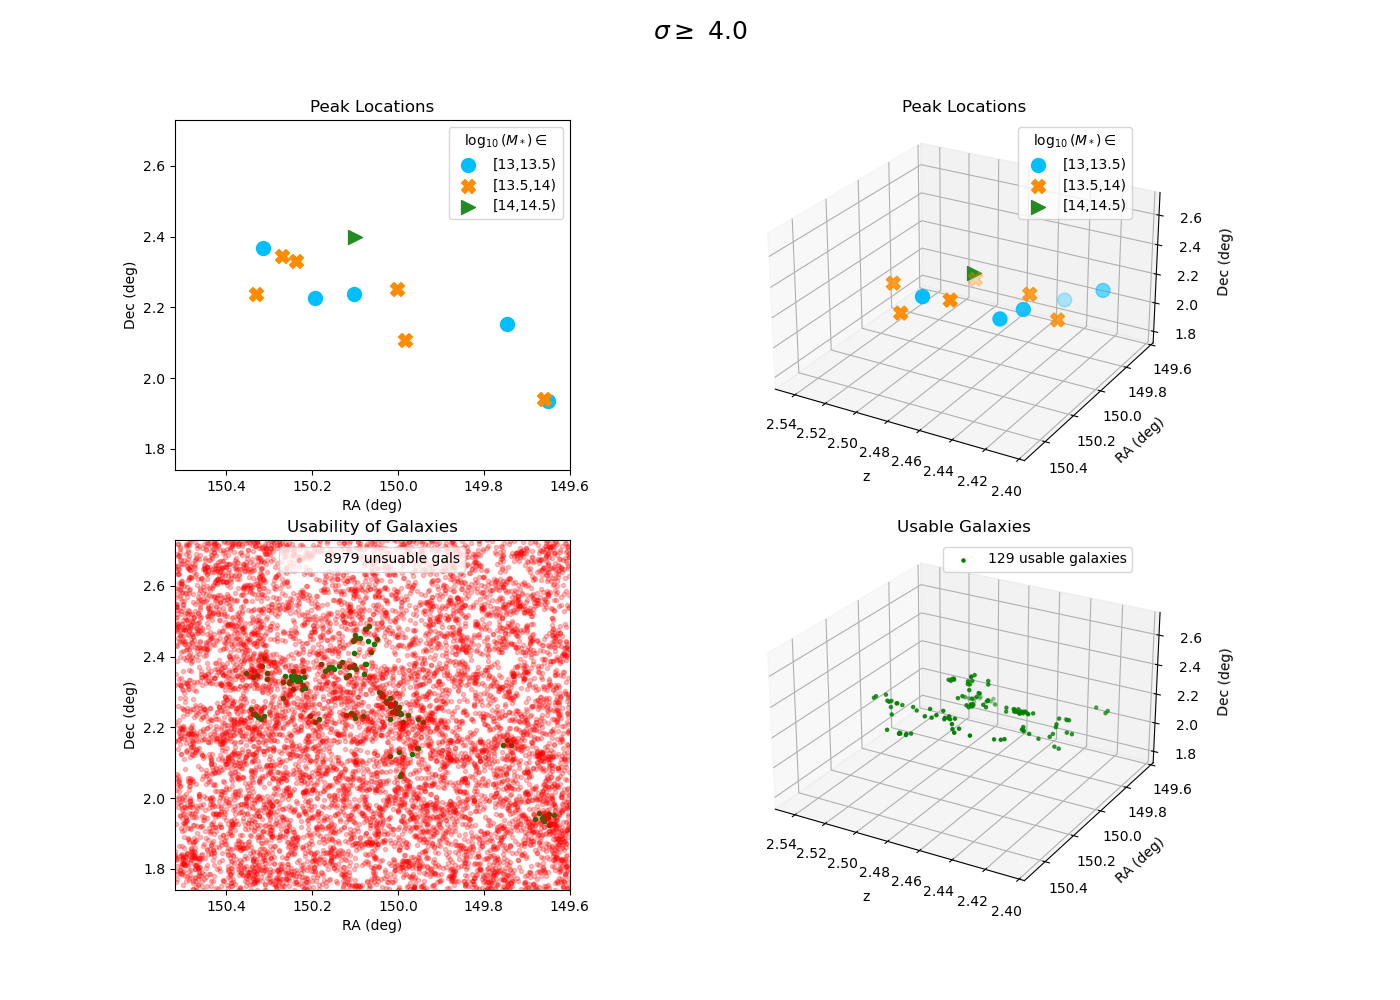 σ ≥ 4.0
Peak Locations
log₁₀(M*) ∈
[13,13.5)
[13.5,14)
[14,14.5)
2.6
2.4
2.2
2.0
1.8
Dec (deg)
150.4 150.2 150.0 149.8 149.6
RA (deg)
Peak Locations
log₁₀(M*) ∈
[13,13.5)
[13.5,14)
[14,14.5)
2.6
2.4
2.2
2.0
1.8
Dec (deg)
149.6
149.8
150.0
150.2
150.4
RA (deg)
2.54 2.52 2.50 2.48 2.46 2.44 2.42 2.40
z
Usability of Galaxies
8979 unsuable gals
2.6
2.4
2.2
2.0
1.8
Dec (deg)
150.4 150.2 150.0 149.8 149.6
RA (deg)
Usable Galaxies
129 usable galaxies
2.6
2.4
2.2
2.0
1.8
Dec (deg)
149.6
149.8
150.0
150.2
150.4
RA (deg)
2.54 2.52 2.50 2.48 2.46 2.44 2.42 2.40
z